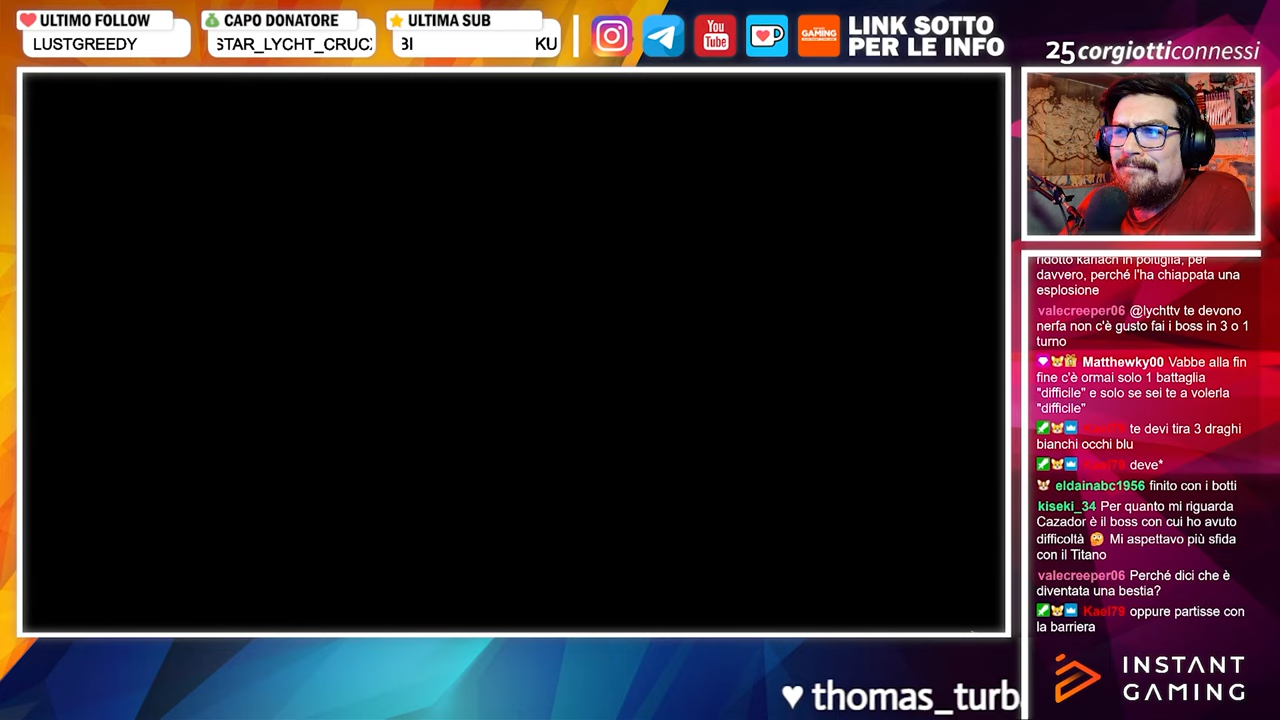 ULTIMO FOLLOW
LUSTGREEDY
CAPO DONATORE
STAR_LYCHT_CRUC
ULTIMA SUB
BI KU
You
Tube
GAMING
LINK SOTTO
PER LE INFO
25corgiotticonnessi
ridotto karlach in poltiglia, per
davvero, perché l'ha chiappata una
esplosione
valecreeper06 @lychttv te devono
nerfa non c'è gusto fai i boss in 3 o 1
turno
Matthewky00 Vabbe alla fin
fine c'è ormai solo 1 battaglia
"difficile" e solo se sei te a volerla
"difficile"
Kael79 te devi tira 3 draghi
bianchi occhi blu
Kael79 deve*
eldainabc1956 finito con i botti
kiseki_34 Per quanto mi riguarda
Cazador è il boss con cui ho avuto
difficoltà 🤔 Mi aspettavo più sfida
con il Titano
valecreeper06 Perché dici che è
diventata una bestia?
Kael79 oppure partisse con
la barriera
♥ thomas_turb
INSTANT
GAMING